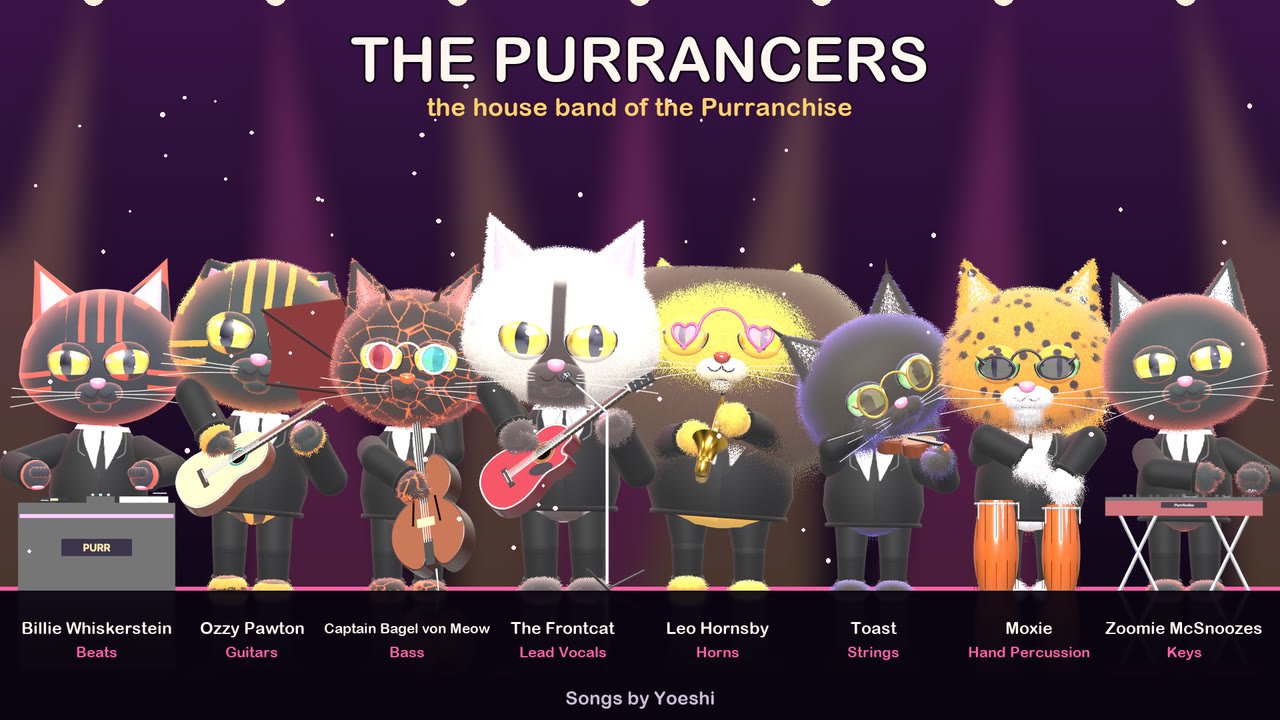 THE PURRANCERS
the house band of the Purranchise
PURR
Billie Whiskerstein
Beats
Ozzy Pawton
Guitars
Captain Bagel von Meow
Bass
The Frontcat
Lead Vocals
Leo Hornsby
Horns
Toast
Strings
Moxie
Hand Percussion
Zoomie McSnoozes
Keys
Songs by Yoeshi